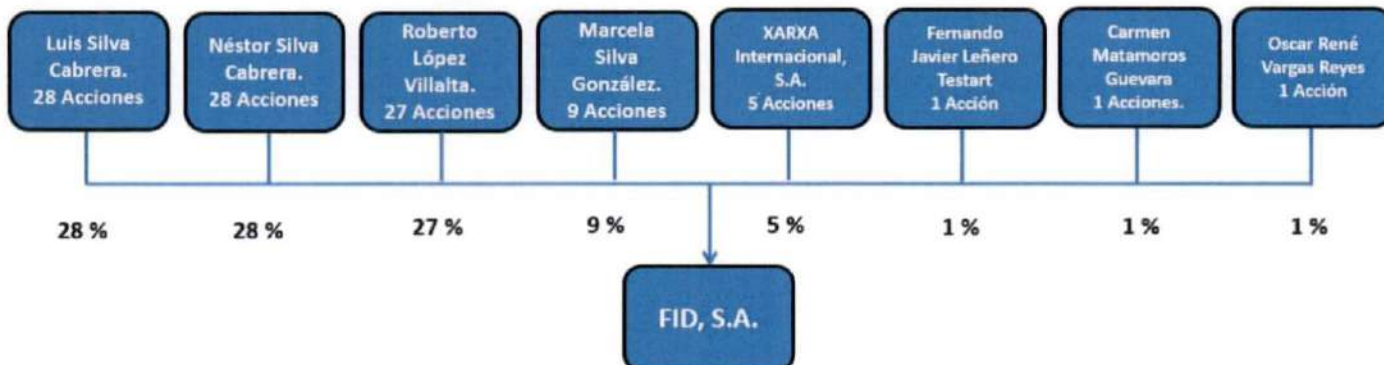 Luis Silva
Cabrera.
28 Acciones
Néstor Silva
Cabrera.
28 Acciones
Roberto
López
Villalta.
27 Acciones
Marcela
Silva
González.
9 Acciones
XARXA
Internacional,
S.A.
5 Acciones
Fernando
Javier Leñero
Testart
1 Acción
Carmen
Matamoros
Guevara
1 Acciones.
Oscar René
Vargas Reyes
1 Acción
28 %
28 %
27 %
9 %
5 %
1 %
1 %
1 %
FID, S.A.